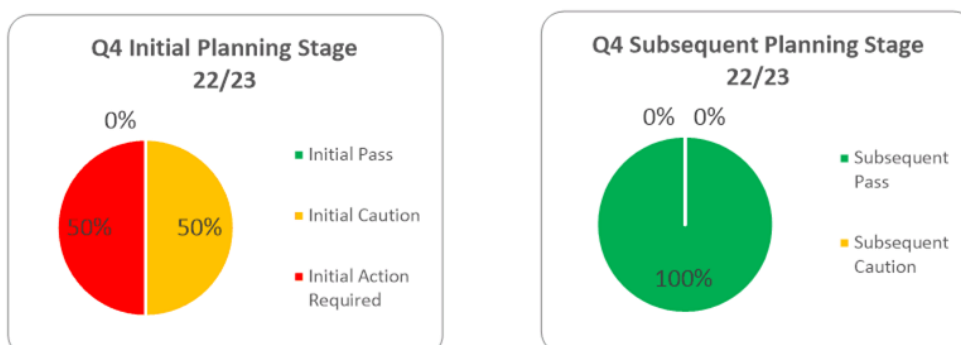 Q4 Initial Planning Stage
22/23
0%
50%
50%
Initial Pass
Initial Caution
Initial Action
Required
Q4 Subsequent Planning Stage
22/23
0%
0%
100%
Subsequent
Pass
Subsequent
Caution